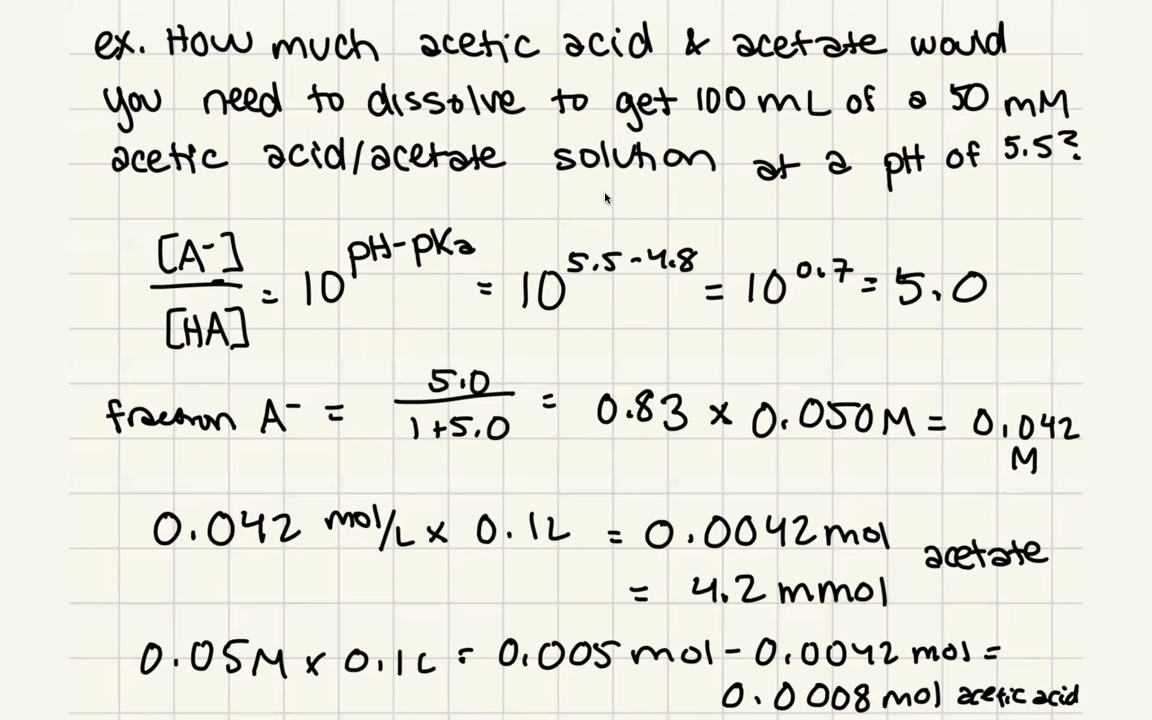 ex. How much acetic acid & acetate would
you need to dissolve to get 100 mL of a 50 mM
acetic acid/acetate solution at a pH of 5.5?
[A-]/[HA] = 10^pH-pKa = 10^5.5-4.8 = 10^0.7 = 5.0
fraction A- = 5.0/1+5.0 = 0.83 x 0.050M = 0.042
M
0.042 mol/L x 0.1L = 0.0042mol acetate
= 4.2 mmol
0.05M x 0.1L = 0.005 mol - 0.0042 mol =
0.0008 mol acetic acid